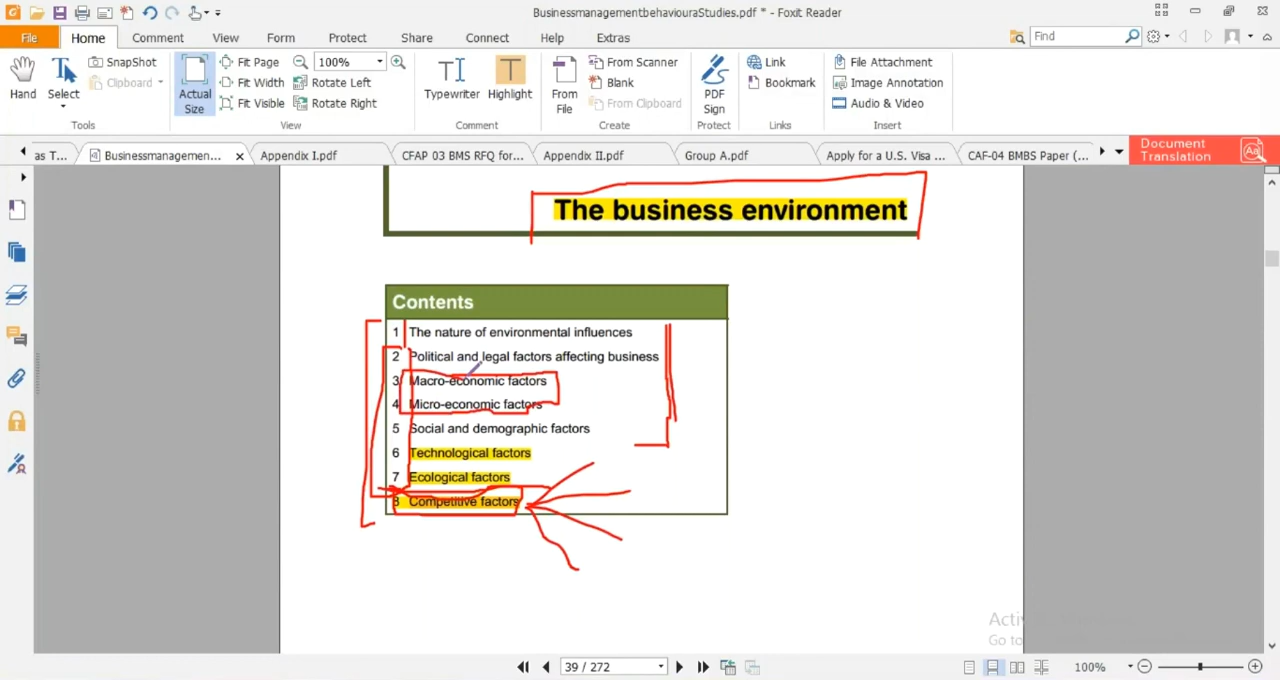 BusinessmanagementbehaviouraStudies.pdf * - Foxit Reader
File Home Comment View Form Protect Share Connect Help Extras Find
Hand
Select
SnapShot
Clipboard
Actual
Size
Fit Page
Fit Width
Fit Visible
100%
Rotate Left
Rotate Right
Typewriter
Highlight
From
File
From Scanner
Blank
From Clipboard
PDF
Sign
Link
Bookmark
File Attachment
Image Annotation
Audio & Video
Tools View Comment Create Protect Links Insert
as T... Businessmanagemen... Appendix I.pdf CFAP 03 BMS RFQ for... Appendix II.pdf Group A.pdf Apply for a U.S. Visa ... CAF-04 BMBS Paper (...
Document
Translation
The business environment
Contents
1 The nature of environmental influences
2 Political and legal factors affecting business
3 Macro-economic factors
4 Micro-economic factors
5 Social and demographic factors
6 Technological factors
7 Ecological factors
8 Competitive factors
Go to
39 / 272
100%